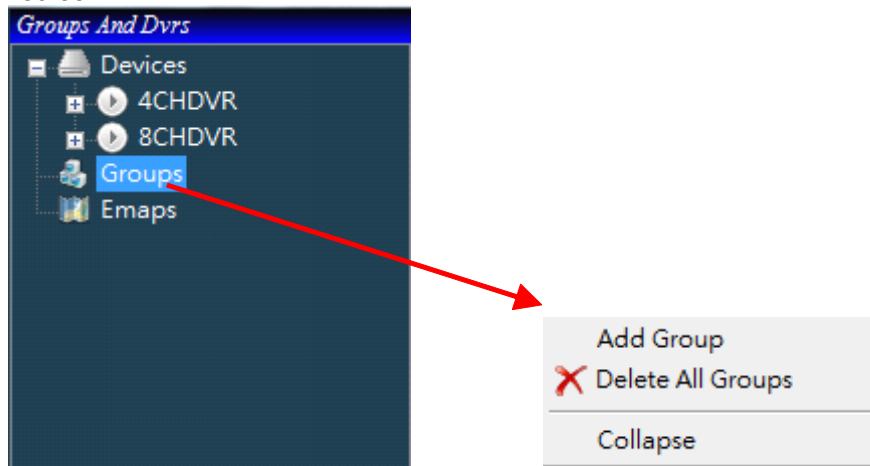 Groups And Dvrs
Devices
4CHDVR
8CHDVR
Groups
Emaps
Add Group
Delete All Groups
Collapse